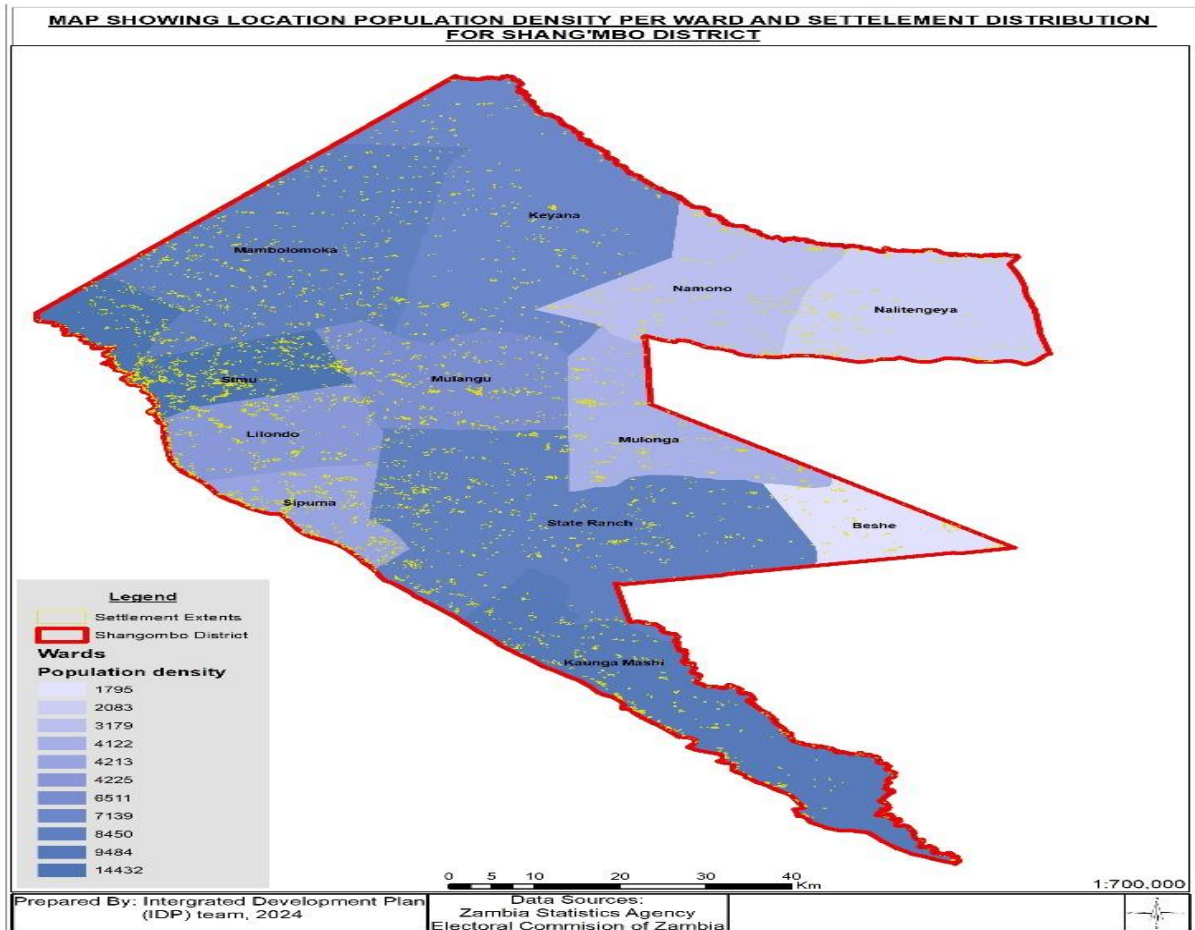 MAP SHOWING LOCATION POPULATION DENSITY PER WARD AND SETTELEMENT DISTRIBUTION
FOR SHANG'MBO DISTRICT
Keyana
Mambolomoka
Namono
Nalitengeya
Simu
Mutangu
Lilondo
Mulonga
Sipuma
State Ranch
Beshe
Kaunga Mashi
Legend
Settlement Extents
Shangombo District
Wards
Population density
1795
2083
3179
4122
4213
4225
6511
7139
8450
9484
14432
0 5 10 20 30 40
Km
1:700,000
Prepared By: Intergrated Development Plan
(IDP) team, 2024
Data Sources:
Zambia Statistics Agency
Electoral Commision of Zambia